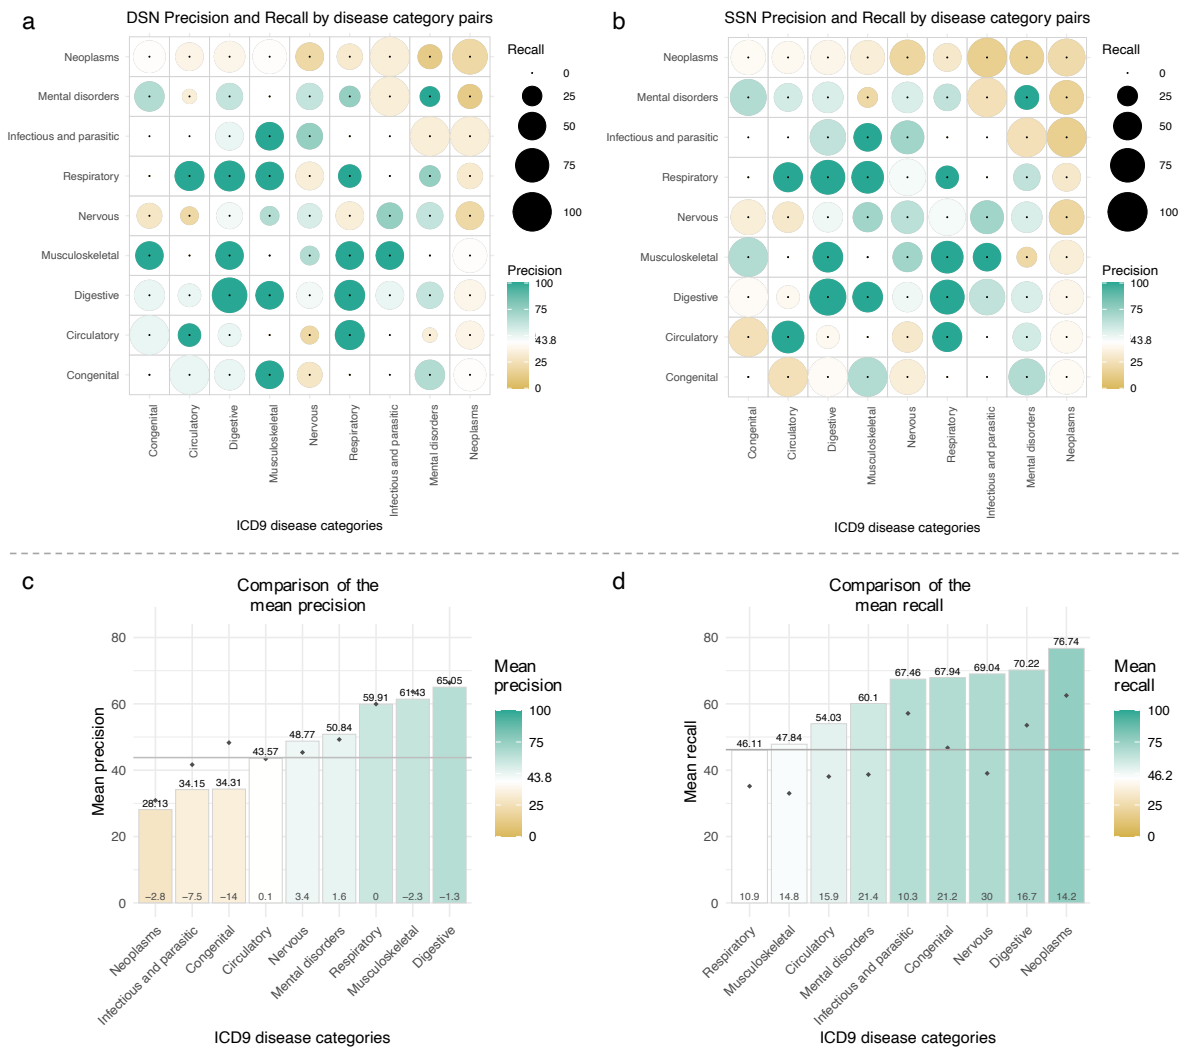 a
DSN Precision and Recall by disease category pairs
Neoplasms
Mental disorders
Infectious and parasitic
Respiratory
Nervous
Musculoskeletal
Digestive
Circulatory
Congenital
Congenital
Circulatory
Digestive
Musculoskeletal
Nervous
Respiratory
Infectious and parasitic
Mental disorders
Neoplasms
ICD9 disease categories
Recall
0
25
50
75
100
Precision
100
75
43.8
25
0
b
SSN Precision and Recall by disease category pairs
Neoplasms
Mental disorders
Infectious and parasitic
Respiratory
Nervous
Musculoskeletal
Digestive
Circulatory
Congenital
Congenital
Circulatory
Digestive
Musculoskeletal
Nervous
Respiratory
Infectious and parasitic
Mental disorders
Neoplasms
ICD9 disease categories
Recall
0
25
50
75
100
Precision
100
75
43.8
25
0
c
Comparison of the
mean precision
Mean precision
80
60
40
20
0
28.13
34.15
34.31
43.57
48.77
50.84
59.91
61.43
65.05
−2.8
−7.5
−14
0.1
3.4
1.6
0
−2.3
−1.3
Neoplasms
Infectious and parasitic
Congenital
Circulatory
Nervous
Mental disorders
Respiratory
Musculoskeletal
Digestive
ICD9 disease categories
Mean
precision
100
75
43.8
25
0
d
Comparison of the
mean recall
Mean recall
80
60
40
20
0
46.11
47.84
54.03
60.1
67.46
67.94
69.04
70.22
76.74
10.9
14.8
15.9
21.4
10.3
21.2
30
16.7
14.2
Respiratory
Musculoskeletal
Circulatory
Mental disorders
Infectious and parasitic
Congenital
Nervous
Digestive
Neoplasms
ICD9 disease categories
Mean
recall
100
75
46.2
25
0